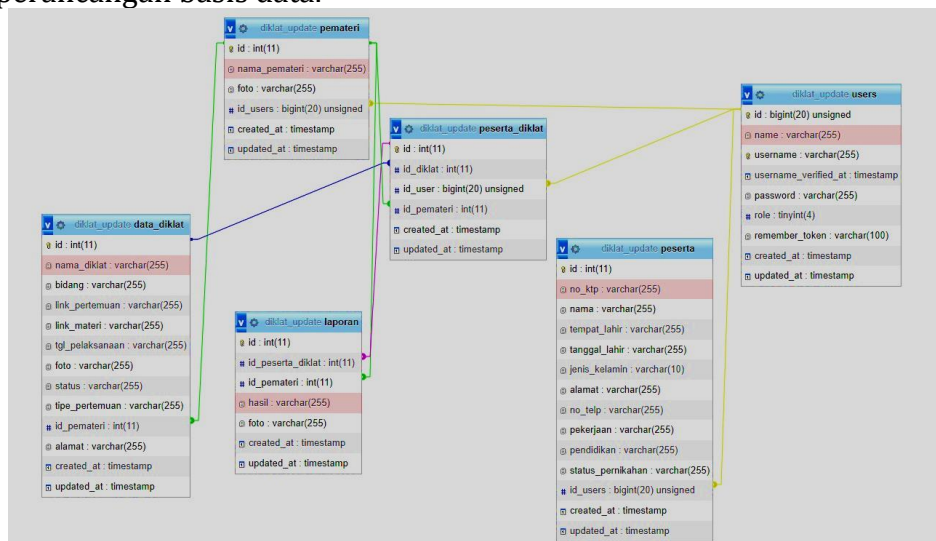 perancangan basis data.
diklat_update pemateri
id : int(11)
nama_pemateri : varchar(255)
foto : varchar(255)
id_users : bigint(20) unsigned
created_at : timestamp
updated_at : timestamp
diklat_update peserta_diklat
id : int(11)
id_diklat : int(11)
id_user : bigint(20) unsigned
id_pemateri : int(11)
created_at : timestamp
updated_at : timestamp
diklat_update users
id : bigint(20) unsigned
name : varchar(255)
username : varchar(255)
username_verified_at : timestamp
password : varchar(255)
role : tinyint(4)
remember_token : varchar(100)
created_at : timestamp
updated_at : timestamp
diklat_update data_diklat
id : int(11)
nama_diklat : varchar(255)
bidang : varchar(255)
link_pertemuan : varchar(255)
link_materi : varchar(255)
tgl_pelaksanaan : varchar(255)
foto : varchar(255)
status : varchar(255)
tipe_pertemuan : varchar(255)
id_pemateri : int(11)
alamat : varchar(255)
created_at : timestamp
updated_at : timestamp
diklat_update laporan
id : int(11)
id_peserta_diklat : int(11)
id_pemateri : int(11)
hasil : varchar(255)
foto : varchar(255)
created_at : timestamp
updated_at : timestamp
diklat_update peserta
id : int(11)
no_ktp : varchar(255)
nama : varchar(255)
tempat_lahir : varchar(255)
tanggal_lahir : varchar(255)
jenis_kelamin : varchar(10)
alamat : varchar(255)
no_telp : varchar(255)
pekerjaan : varchar(255)
pendidikan : varchar(255)
status_pernikahan : varchar(255)
id_users : bigint(20) unsigned
created_at : timestamp
updated_at : timestamp